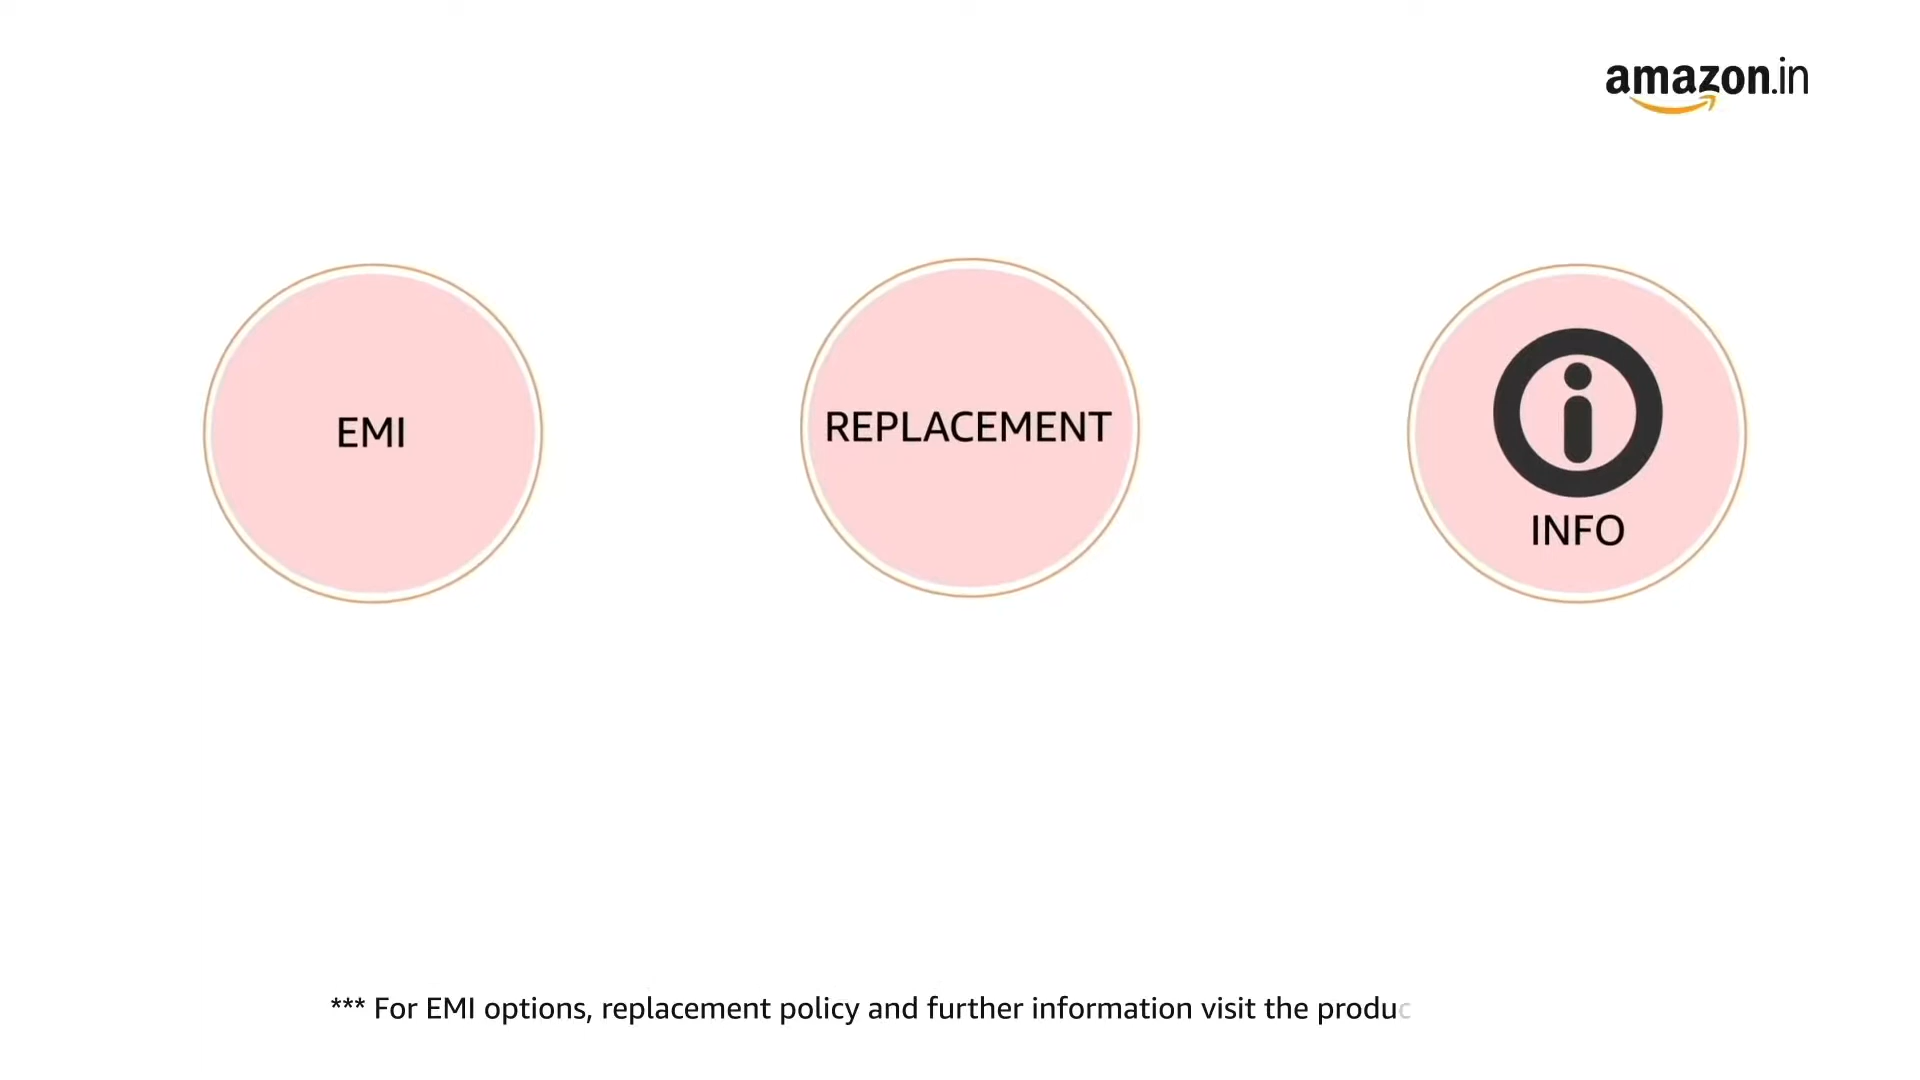 amazon.in
EMI
REPLACEMENT
INFO
*** For EMI options, replacement policy and further information visit the produc